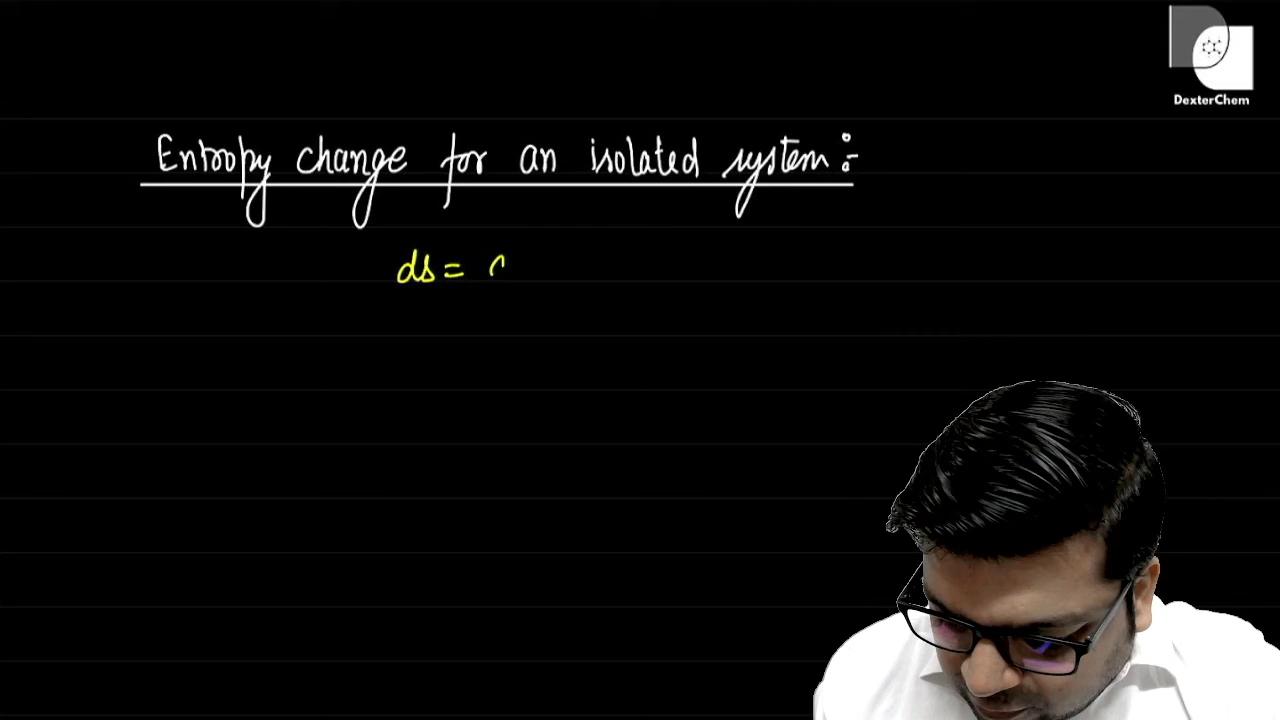 DexterChem
Entropy change for an isolated system :-
ds =